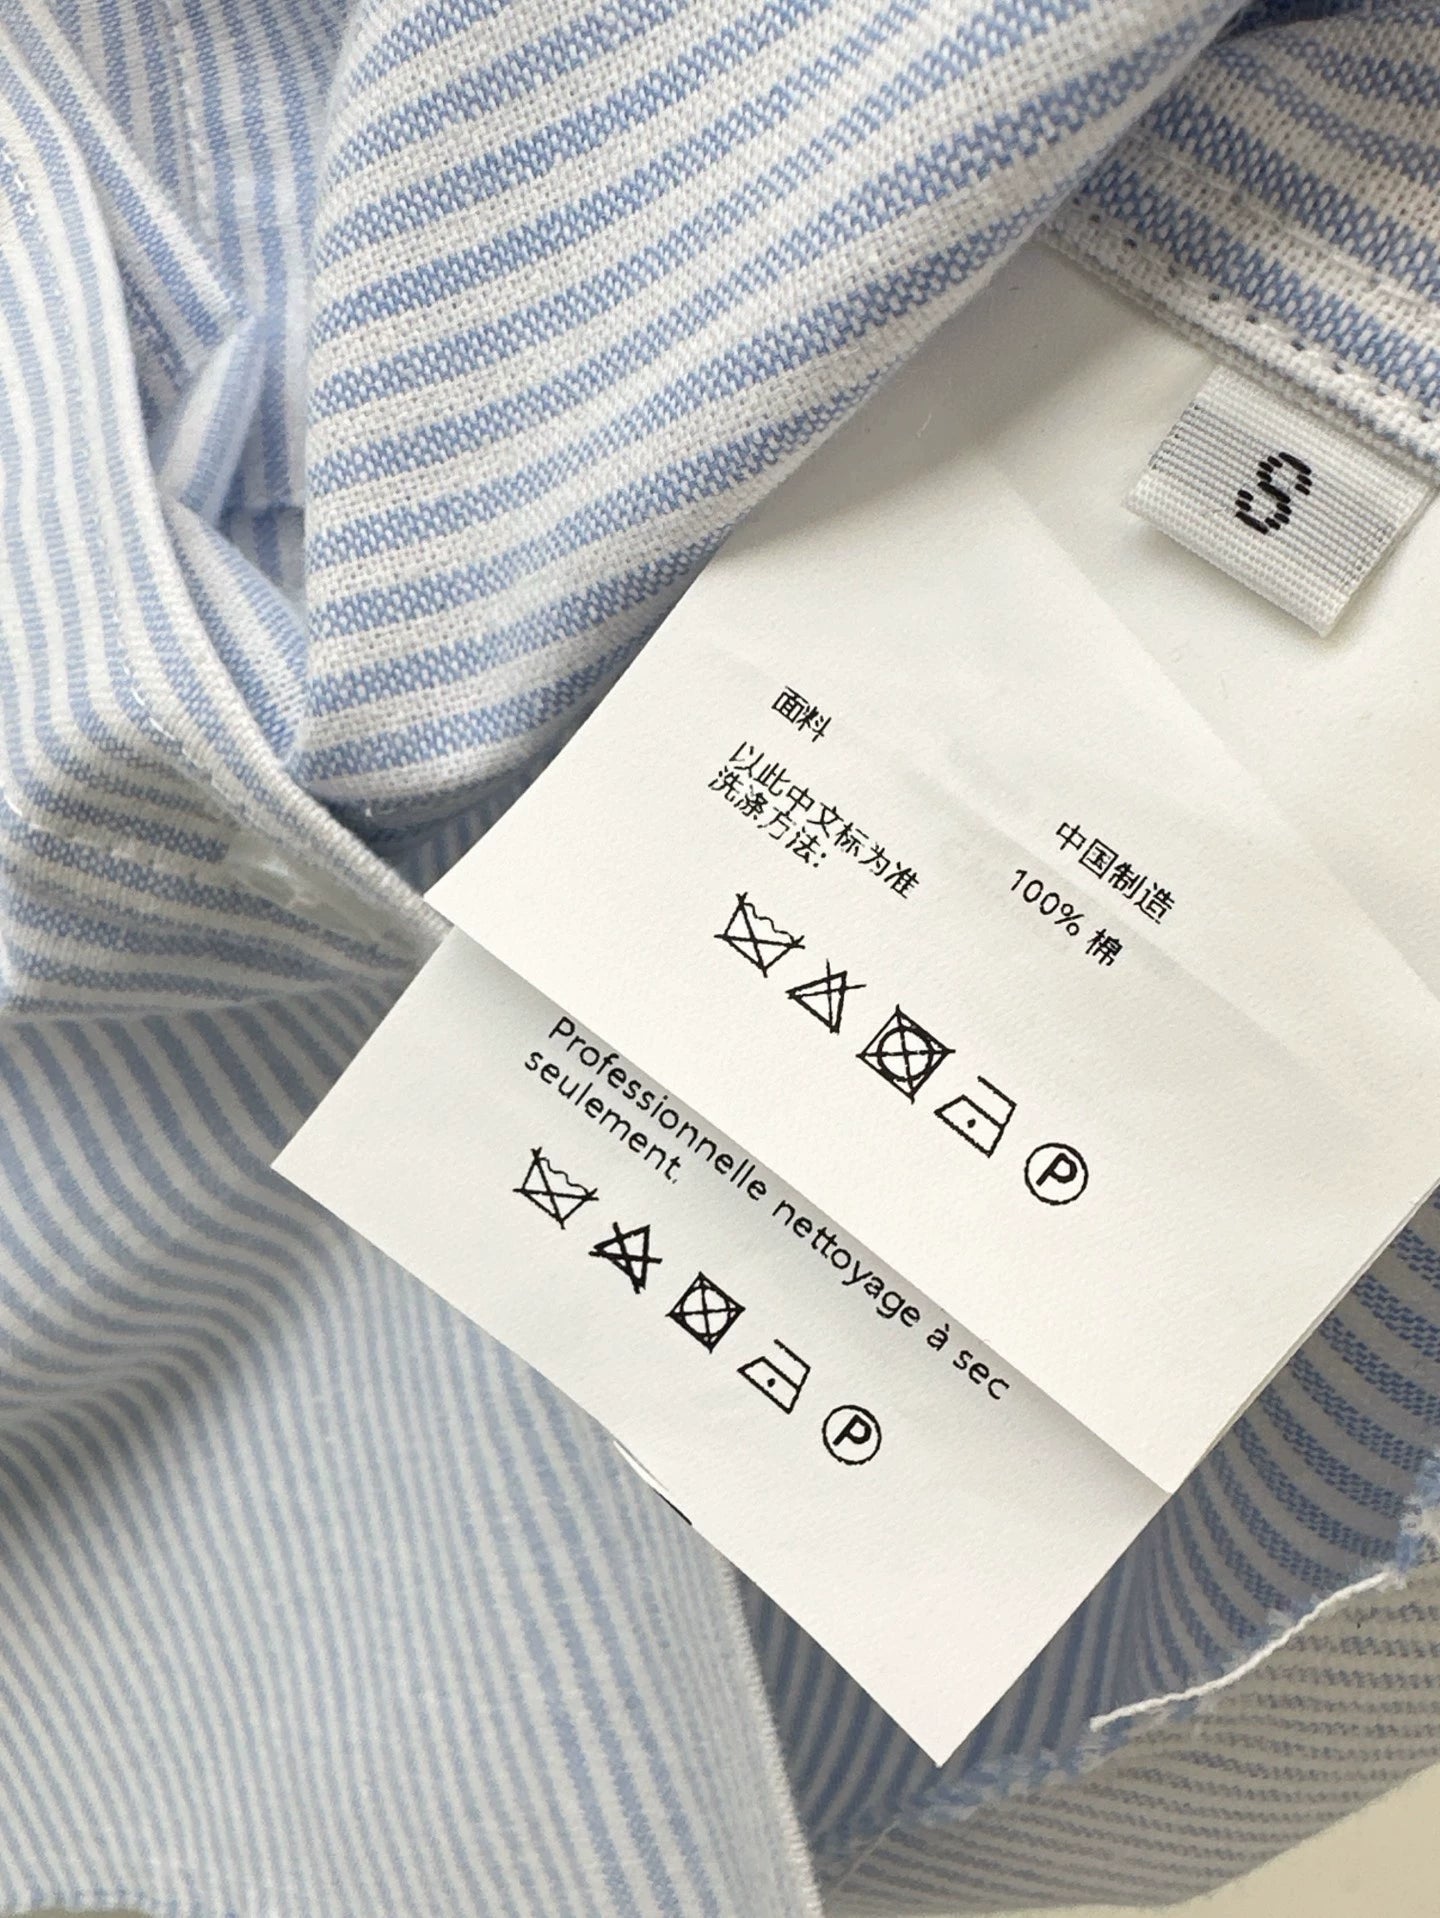 S
面料
以此中文标为准
洗涤方法:
中国制造
100% 棉
P
Professionnelle nettoyage à sec
seulement.
P